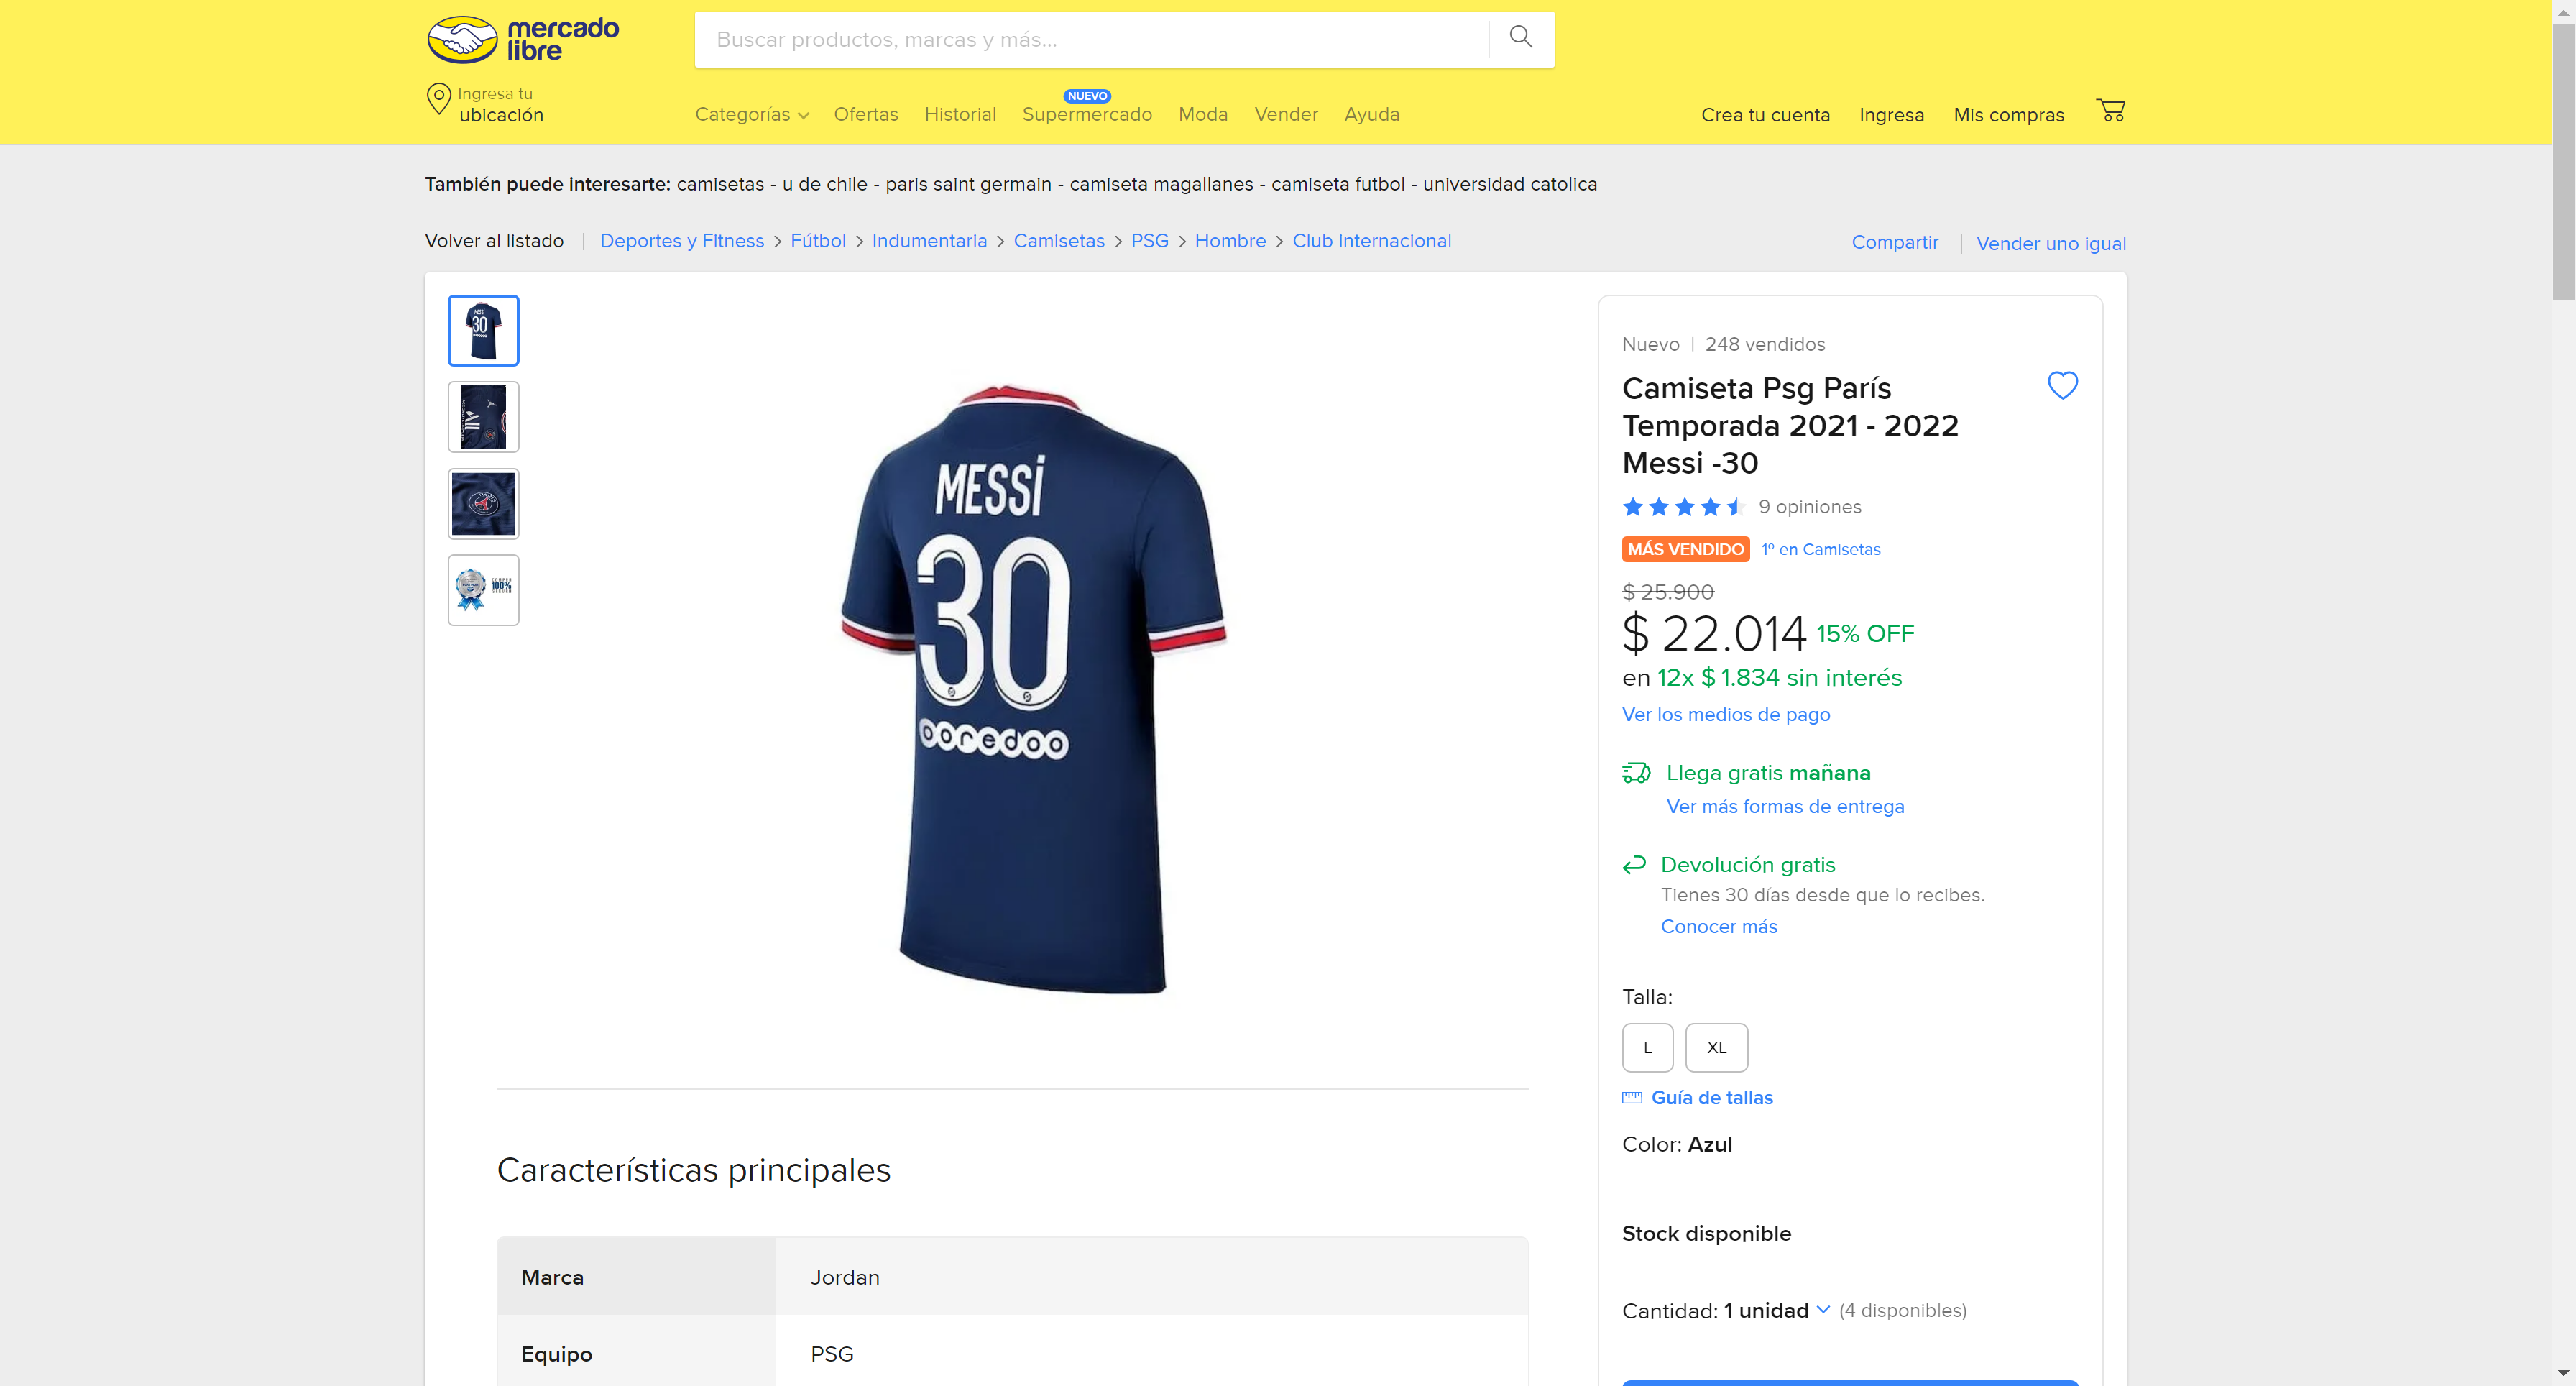 mercado
libre
Buscar productos, marcas y más...
Ingresa tu
ubicación
Categorías
Ofertas
Historial
NUEVO
Supermercado
Moda
Vender
Ayuda
Crea tu cuenta
Ingresa
Mis compras
También puede interesarte: camisetas - u de chile - paris saint germain - camiseta magallanes - camiseta futbol - universidad catolica
Volver al listado | Deportes y Fitness > Fútbol > Indumentaria > Camisetas > PSG > Hombre > Club internacional
Compartir | Vender uno igual
MESSI
30
ooredoo
100%
Nuevo | 248 vendidos
Camiseta Psg París
Temporada 2021 - 2022
Messi -30
9 opiniones
MÁS VENDIDO 1º en Camisetas
$ 25.900
$ 22.014 15% OFF
en 12x $ 1.834 sin interés
Ver los medios de pago
Llega gratis mañana
Ver más formas de entrega
Devolución gratis
Tienes 30 días desde que lo recibes.
Conocer más
Talla:
L
XL
Guía de tallas
Color: Azul
Stock disponible
Cantidad: 1 unidad (4 disponibles)
Características principales
Marca Jordan
Equipo PSG